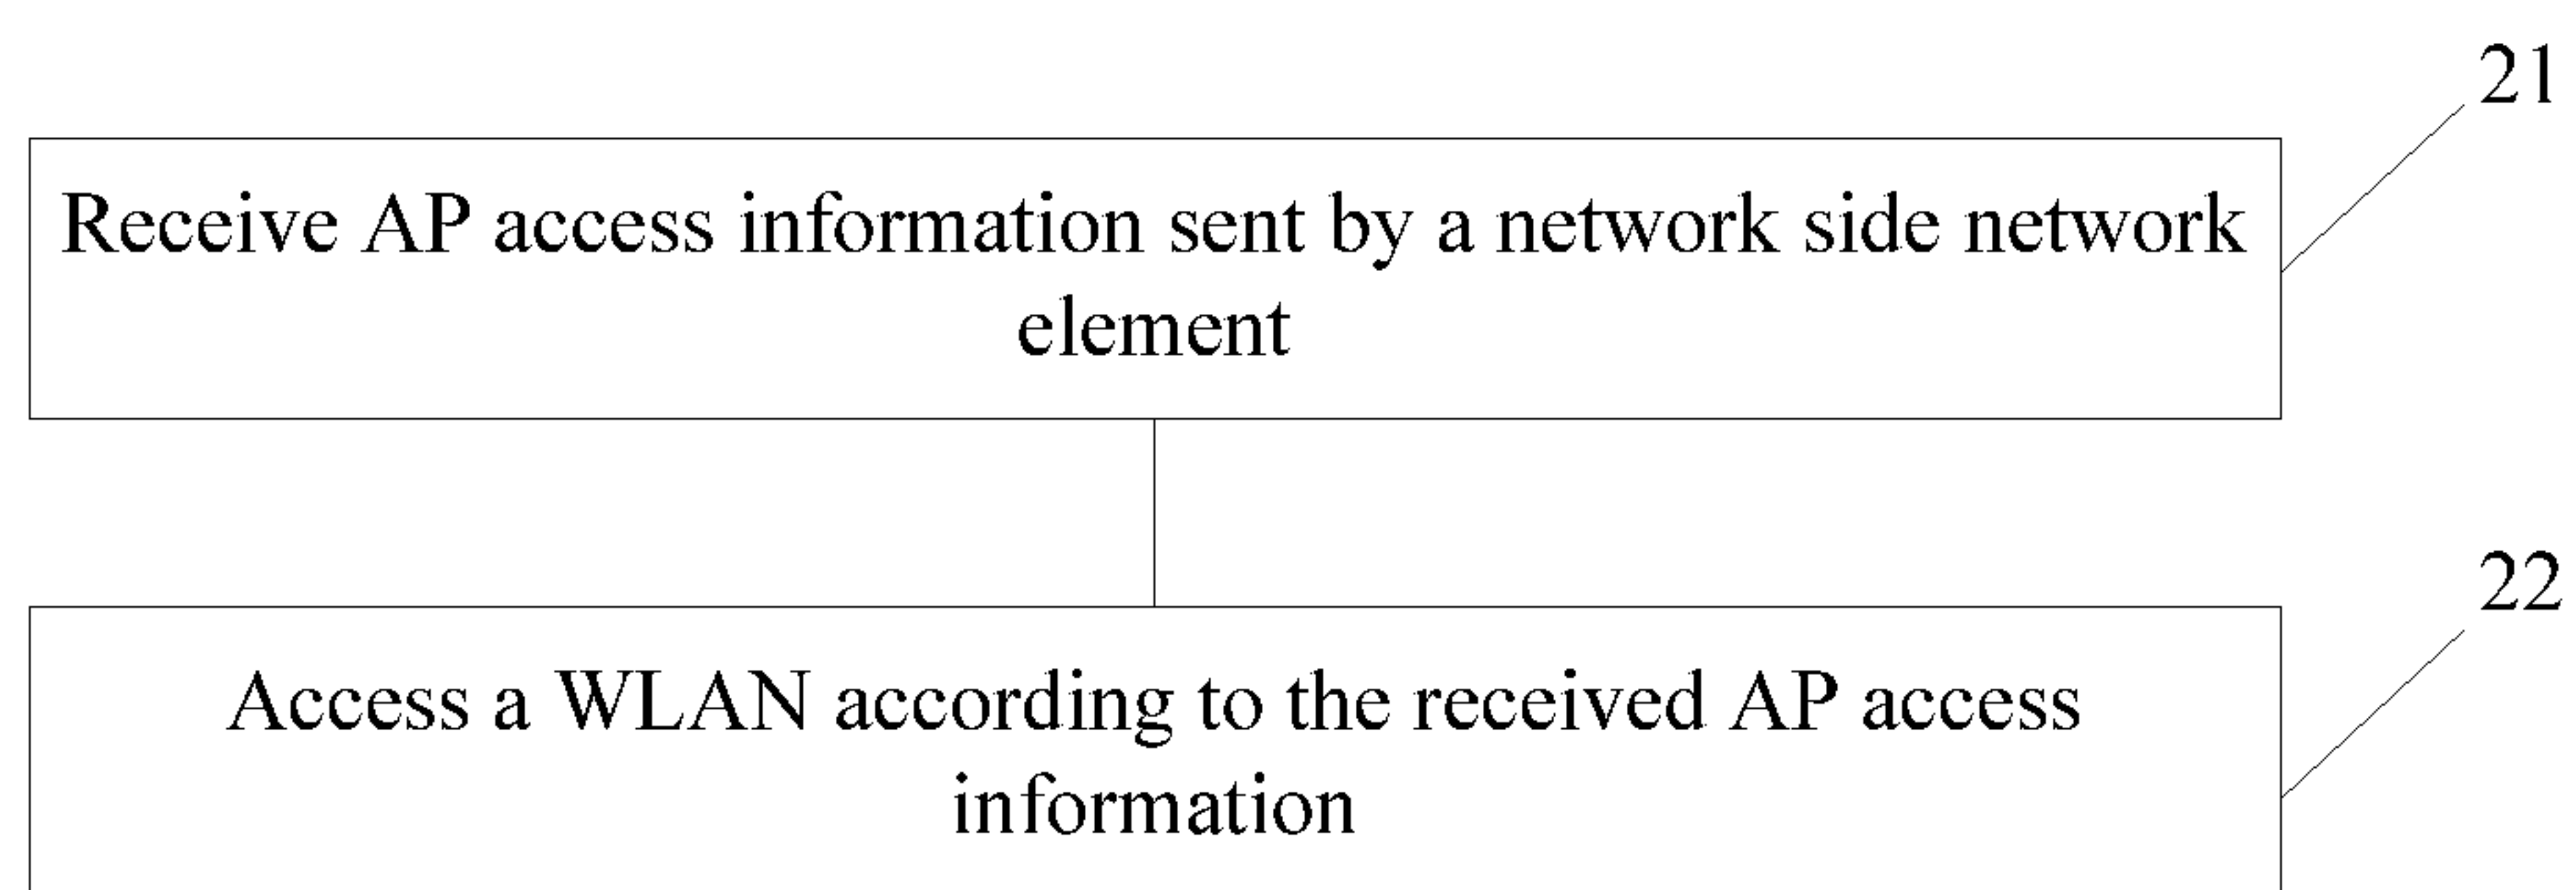 21
Receive AP access information sent by a network side network
element
22
Access a WLAN according to the received AP access
information